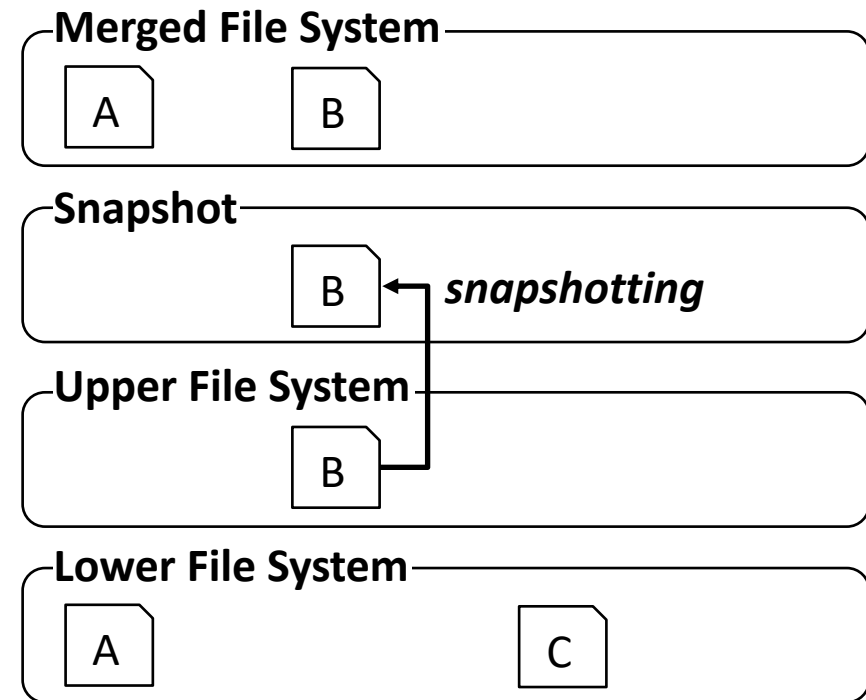 Merged File System
A B
Snapshot
B snapshotting
Upper File System
B
Lower File System
A C